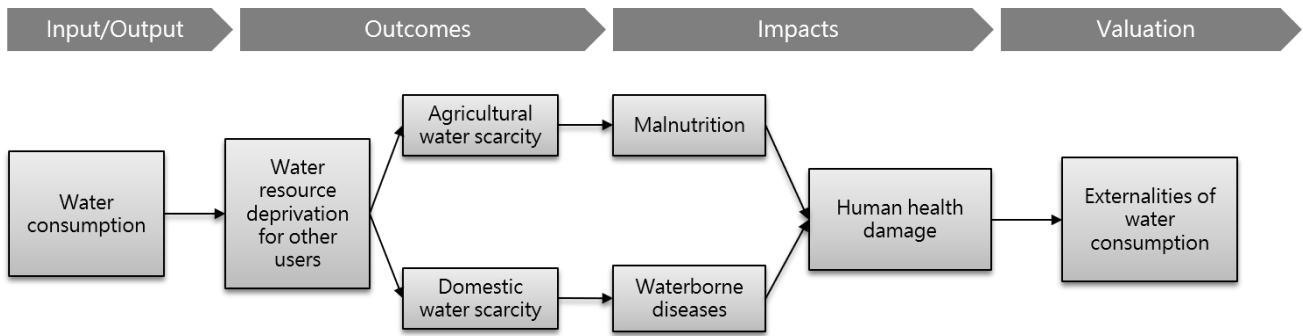 Input/Output
Outcomes
Impacts
Valuation
Water
consumption
Water
resource
deprivation
for other
users
Agricultural
water scarcity
Domestic
water scarcity
Malnutrition
Waterborne
diseases
Human health
damage
Externalities of
water
consumption